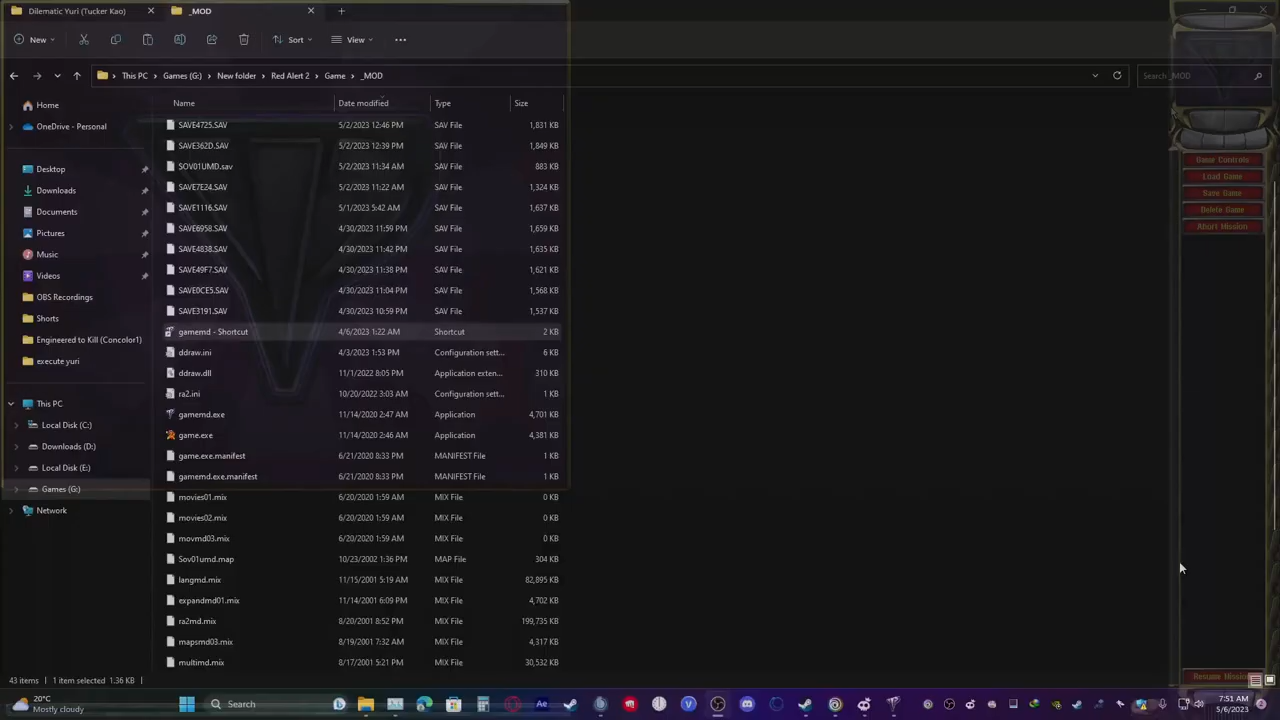 Dilematic Yuri (Tucker Kao)
_MOD
New
Sort
View
This PC
Games (G:)
New folder
Red Alert 2
Game
_MOD
Search _MOD
Home
OneDrive - Personal
Desktop
Downloads
Documents
Pictures
Music
Videos
OBS Recordings
Shorts
Engineered to Kill (Concolor1)
execute yuri
This PC
Local Disk (C:)
Downloads (D:)
Local Disk (E:)
Games (G:)
Network
Name Date modified Type Size
SAVE4725.SAV 5/2/2023 12:46 PM SAV File 1,831 KB
SAVE362D.SAV 5/2/2023 12:39 PM SAV File 1,849 KB
SOV01UMD.sav 5/2/2023 11:34 AM SAV File 883 KB
SAVE7E24.SAV 5/2/2023 11:22 AM SAV File 1,324 KB
SAVE1116.SAV 5/1/2023 5:42 AM SAV File 1,437 KB
SAVE6958.SAV 4/30/2023 11:59 PM SAV File 1,659 KB
SAVE4838.SAV 4/30/2023 11:42 PM SAV File 1,635 KB
SAVE49F7.SAV 4/30/2023 11:38 PM SAV File 1,621 KB
SAVE0CE5.SAV 4/30/2023 11:04 PM SAV File 1,568 KB
SAVE3191.SAV 4/30/2023 10:59 PM SAV File 1,537 KB
gamemd - Shortcut 4/6/2023 1:22 AM Shortcut 2 KB
ddraw.ini 4/3/2023 1:53 PM Configuration sett... 6 KB
ddraw.dll 11/1/2022 8:05 PM Application exten... 310 KB
ra2.ini 10/20/2022 3:03 AM Configuration sett... 1 KB
gamemd.exe 11/14/2020 2:47 AM Application 4,701 KB
game.exe 11/14/2020 2:46 AM Application 4,381 KB
game.exe.manifest 6/21/2020 8:33 PM MANIFEST File 1 KB
gamemd.exe.manifest 6/21/2020 8:33 PM MANIFEST File 1 KB
movies01.mix 6/20/2020 1:59 AM MIX File 0 KB
movies02.mix 6/20/2020 1:59 AM MIX File 0 KB
movmd03.mix 6/20/2020 1:59 AM MIX File 0 KB
Sov01umd.map 10/23/2002 1:36 PM MAP File 304 KB
langmd.mix 11/15/2001 5:19 AM MIX File 82,895 KB
expandmd01.mix 11/14/2001 6:09 PM MIX File 4,702 KB
ra2md.mix 8/20/2001 8:52 PM MIX File 199,735 KB
mapsmd03.mix 8/19/2001 7:32 AM MIX File 4,317 KB
multimd.mix 8/17/2001 5:21 PM MIX File 30,532 KB
Game Controls
Load Game
Save Game
Delete Game
Abort Mission
Resume Mission
43 items 1 item selected 1.36 KB
20°C
Mostly cloudy
Search
Ae
7:51 AM
5/6/2023